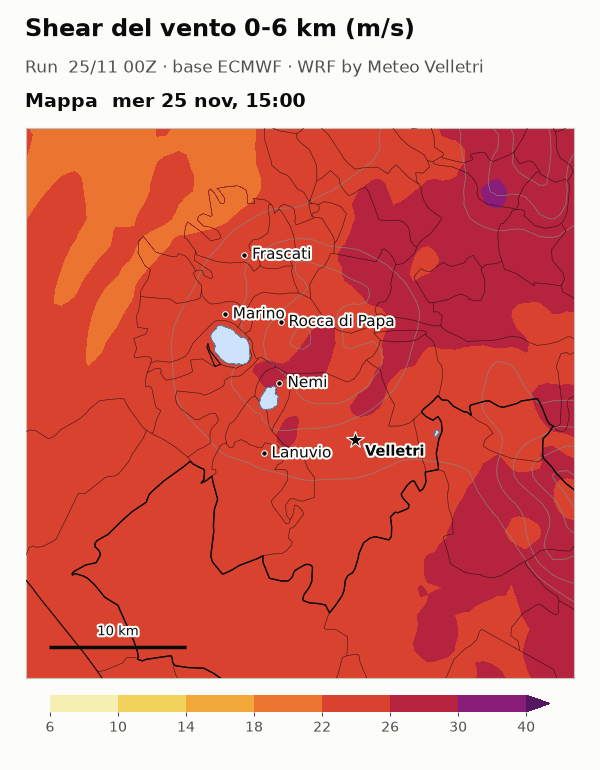 Shear del vento 0-6 km (m/s)
Run  25/11 00Z · base ECMWF · WRF by Meteo Velletri
Mappa  mer 25 nov, 15:00
Frascati
Marino
Rocca di Papa
Nemi
Velletri
Lanuvio
10 km
6 10 14 18 22 26 30 40